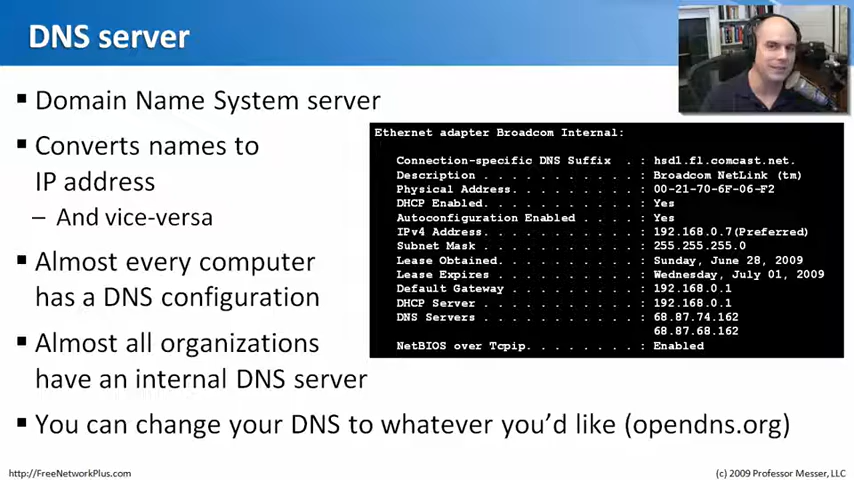 DNS server
▪ Domain Name System server
▪ Converts names to
IP address
– And vice-versa
▪ Almost every computer
has a DNS configuration
▪ Almost all organizations
have an internal DNS server
▪ You can change your DNS to whatever you'd like (opendns.org)
Ethernet adapter Broadcom Internal:
Connection-specific DNS Suffix . : hsd1.fl.comcast.net.
Description . . . . . . . . . . . : Broadcom NetLink (tm)
Physical Address. . . . . . . . . : 00-21-70-6F-06-F2
DHCP Enabled. . . . . . . . . . . : Yes
Autoconfiguration Enabled . . . . : Yes
IPv4 Address. . . . . . . . . . . : 192.168.0.7(Preferred)
Subnet Mask . . . . . . . . . . . : 255.255.255.0
Lease Obtained. . . . . . . . . . : Sunday, June 28, 2009
Lease Expires . . . . . . . . . . : Wednesday, July 01, 2009
Default Gateway . . . . . . . . . : 192.168.0.1
DHCP Server . . . . . . . . . . . : 192.168.0.1
DNS Servers . . . . . . . . . . . : 68.87.74.162
68.87.68.162
NetBIOS over Tcpip. . . . . . . . : Enabled
http://FreeNetworkPlus.com
(c) 2009 Professor Messer, LLC